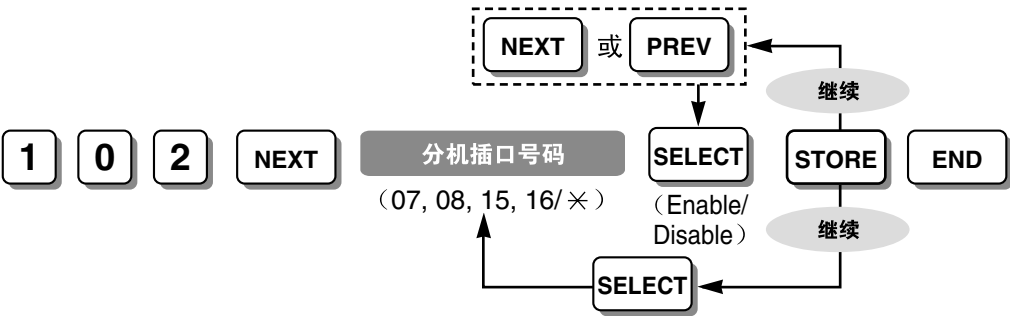 NEXT 或 PREV
继续
1 0 2 NEXT 分机插口号码 SELECT STORE END
(07, 08, 15, 16/✳)
(Enable/
Disable)
继续
SELECT